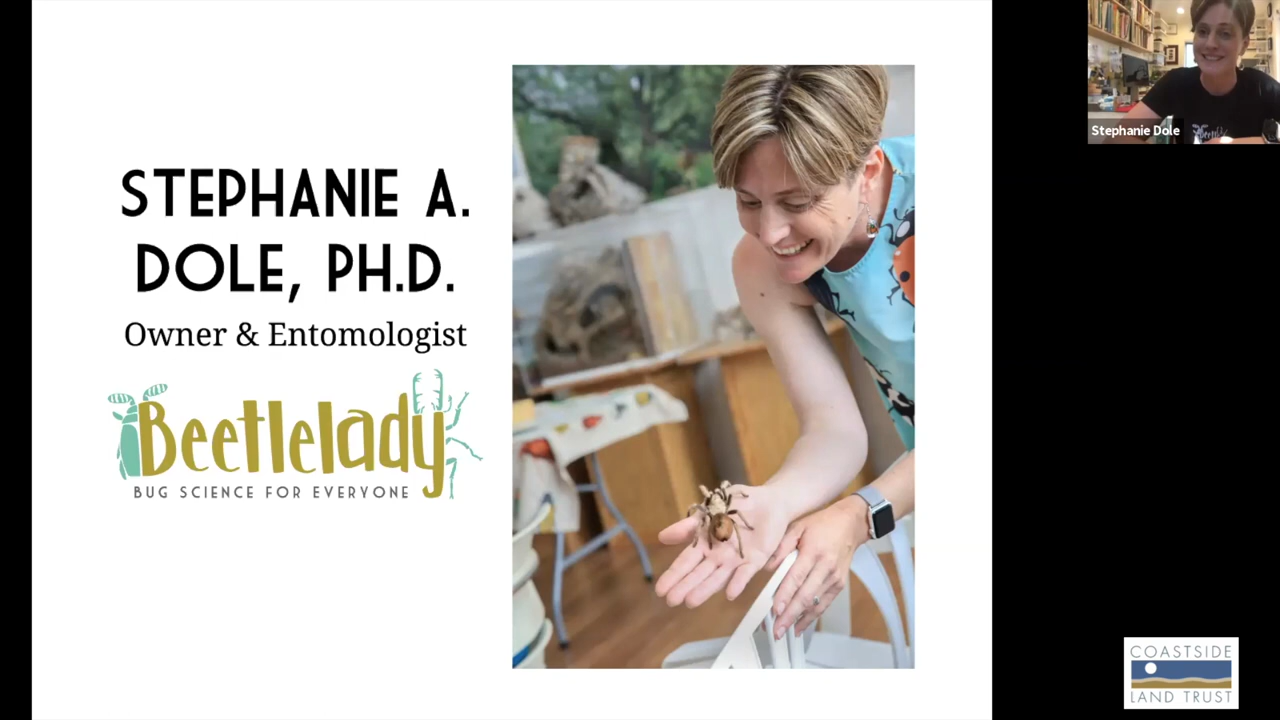 STEPHANIE A.
DOLE, PH.D.
Owner & Entomologist
Beetlelady
BUG SCIENCE FOR EVERYONE
Stephanie Dole
COASTSIDE
LAND TRUST